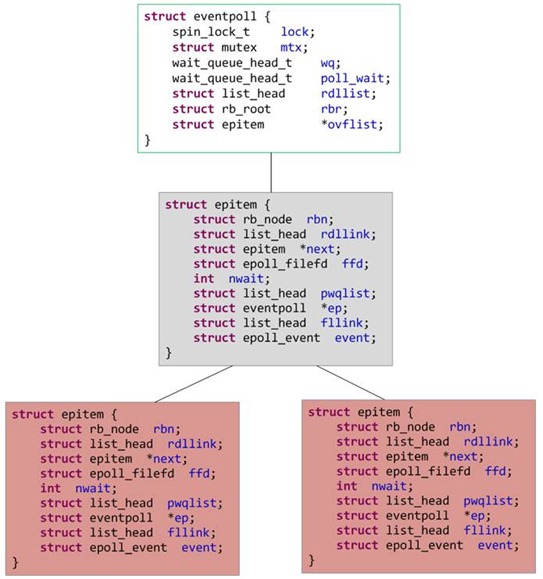 struct eventpoll {
    spin_lock_t    lock;
    struct mutex   mtx;
    wait_queue_head_t    wq;
    wait_queue_head_t    poll_wait;
    struct list_head     rdllist;
    struct rb_root       rbr;
    struct epitem        *ovflist;
}
struct epitem {
    struct rb_node  rbn;
    struct list_head  rdllink;
    struct epitem  *next;
    struct epoll_filefd  ffd;
    int  nwait;
    struct list_head  pwqlist;
    struct eventpoll  *ep;
    struct list_head  fllink;
    struct epoll_event  event;
}
struct epitem {
    struct rb_node  rbn;
    struct list_head  rdllink;
    struct epitem  *next;
    struct epoll_filefd  ffd;
    int  nwait;
    struct list_head  pwqlist;
    struct eventpoll  *ep;
    struct list_head  fllink;
    struct epoll_event  event;
}
struct epitem {
    struct rb_node  rbn;
    struct list_head  rdllink;
    struct epitem  *next;
    struct epoll_filefd  ffd;
    int  nwait;
    struct list_head  pwqlist;
    struct eventpoll  *ep;
    struct list_head  fllink;
    struct epoll_event  event;
}